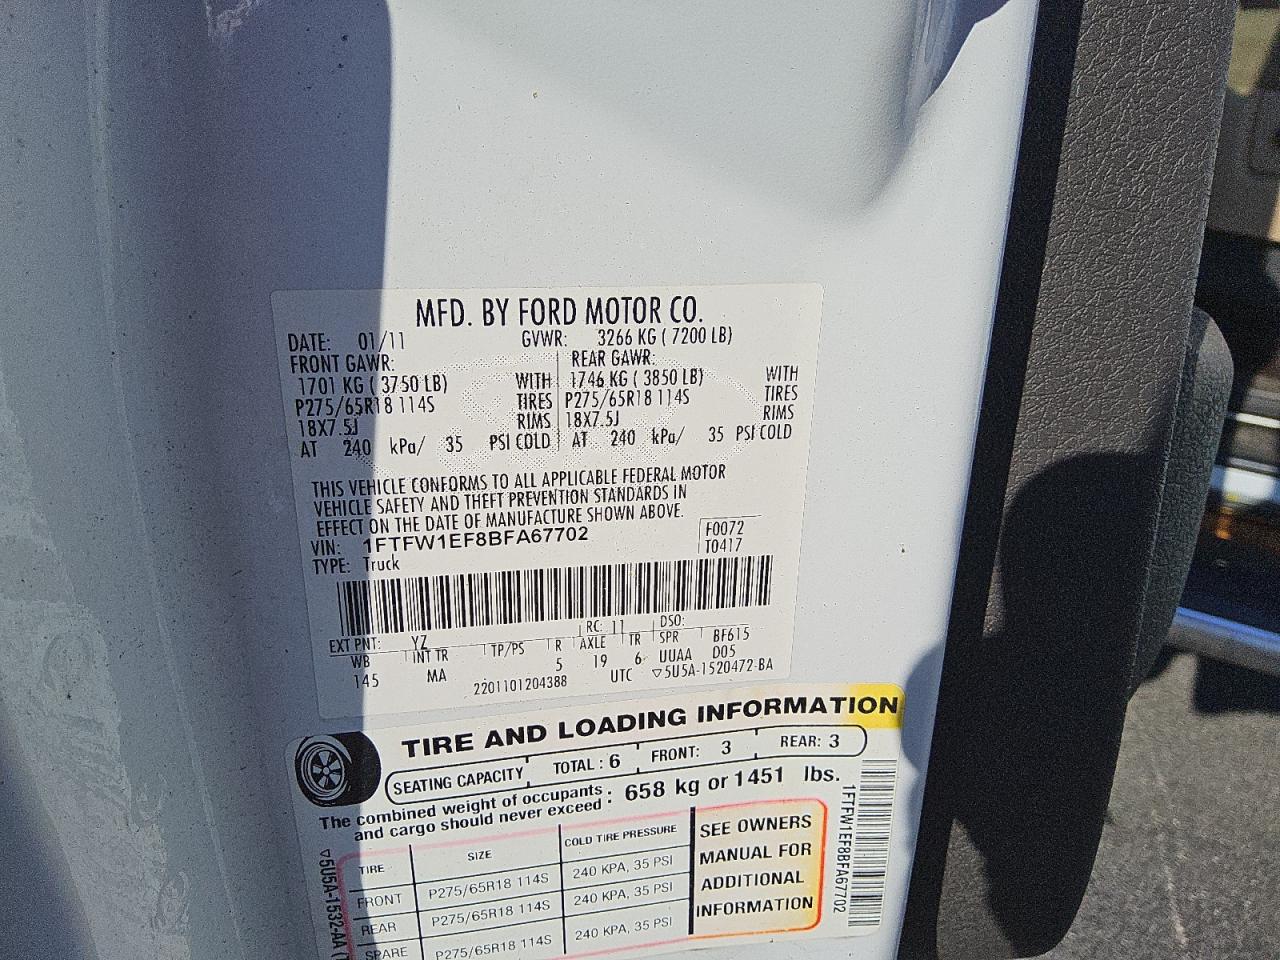 MFD. BY FORD MOTOR CO.
DATE: 01/11 GVWR: 3266 KG ( 7200 LB)
FRONT GAWR: REAR GAWR:
1701 KG ( 3750 LB) WITH 1746 KG ( 3850 LB) WITH
P275/65R18 114S TIRES P275/65R18 114S TIRES
18X7.5J RIMS 18X7.5J RIMS
AT 240 kPa/ 35 PSI COLD AT 240 kPa/ 35 PSI COLD
THIS VEHICLE CONFORMS TO ALL APPLICABLE FEDERAL MOTOR
VEHICLE SAFETY AND THEFT PREVENTION STANDARDS IN
EFFECT ON THE DATE OF MANUFACTURE SHOWN ABOVE.
VIN: 1FTFW1EF8BFA67702 F0072
TYPE: Truck T0417
EXT PNT: YZ RC: 11 DSO:
WB INT TR TP/PS R AXLE TR SPR BF615
145 MA 5 19 6 UUAA D05
2201101204388 UTC ▽5U5A-1520472-BA
TIRE AND LOADING INFORMATION
SEATING CAPACITY TOTAL : 6 FRONT: 3 REAR: 3
The combined weight of occupants : 658 kg or 1451 lbs.
and cargo should never exceed :
TIRE SIZE COLD TIRE PRESSURE
FRONT P275/65R18 114S 240 KPA, 35 PSI
REAR P275/65R18 114S 240 KPA, 35 PSI
SPARE P275/65R18 114S 240 KPA, 35 PSI
SEE OWNERS
MANUAL FOR
ADDITIONAL
INFORMATION
1FTFW1EF8BFA67702
▽5U5A-1532-AA